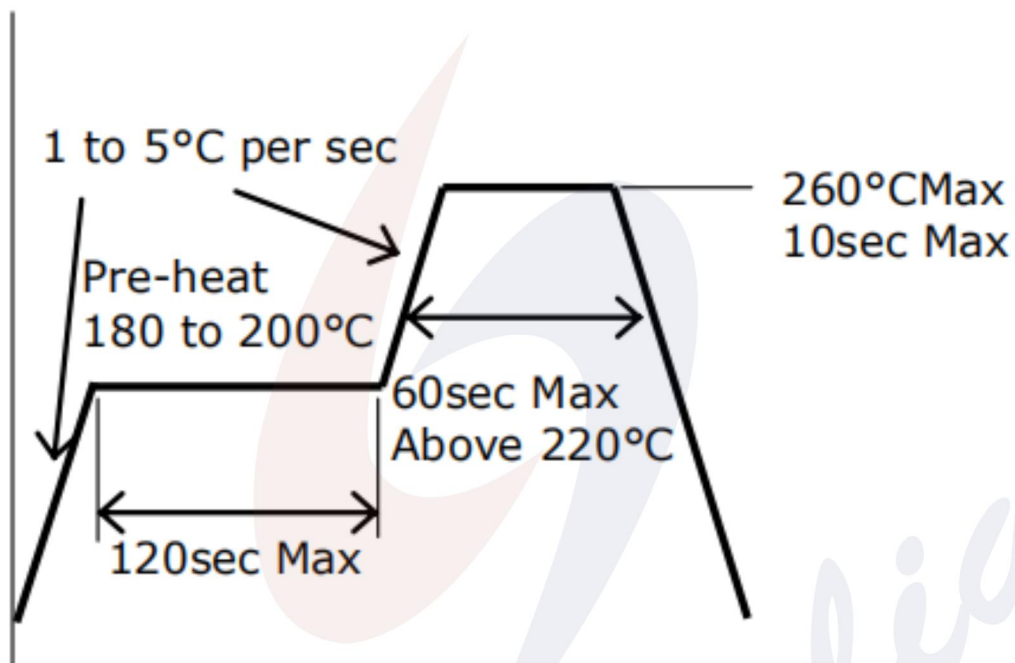 1 to 5°C per sec
260°CMax
10sec Max
Pre-heat
180 to 200°C
60sec Max
Above 220°C
120sec Max